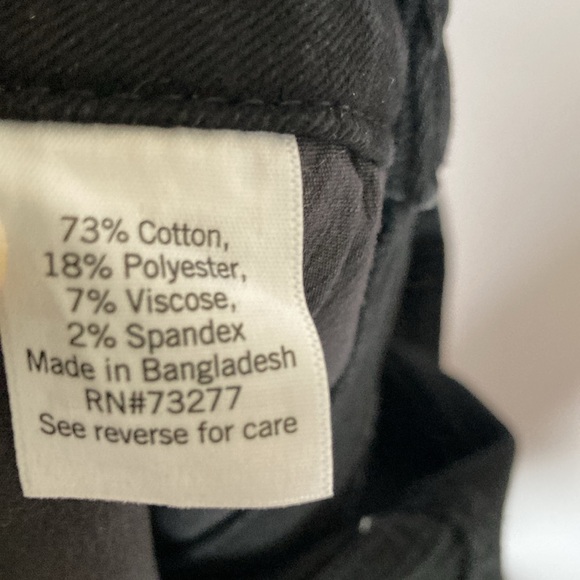 73% Cotton,
18% Polyester,
7% Viscose,
2% Spandex
Made in Bangladesh
RN#73277
See reverse for care